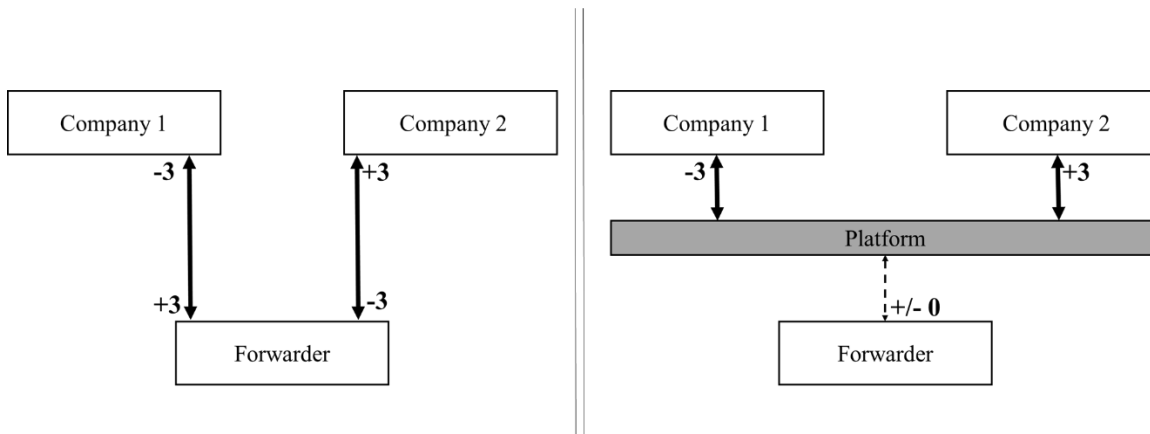 Company 1
Company 2
-3
+3
+3
-3
Forwarder
Company 1
Company 2
-3
+3
Platform
+/- 0
Forwarder